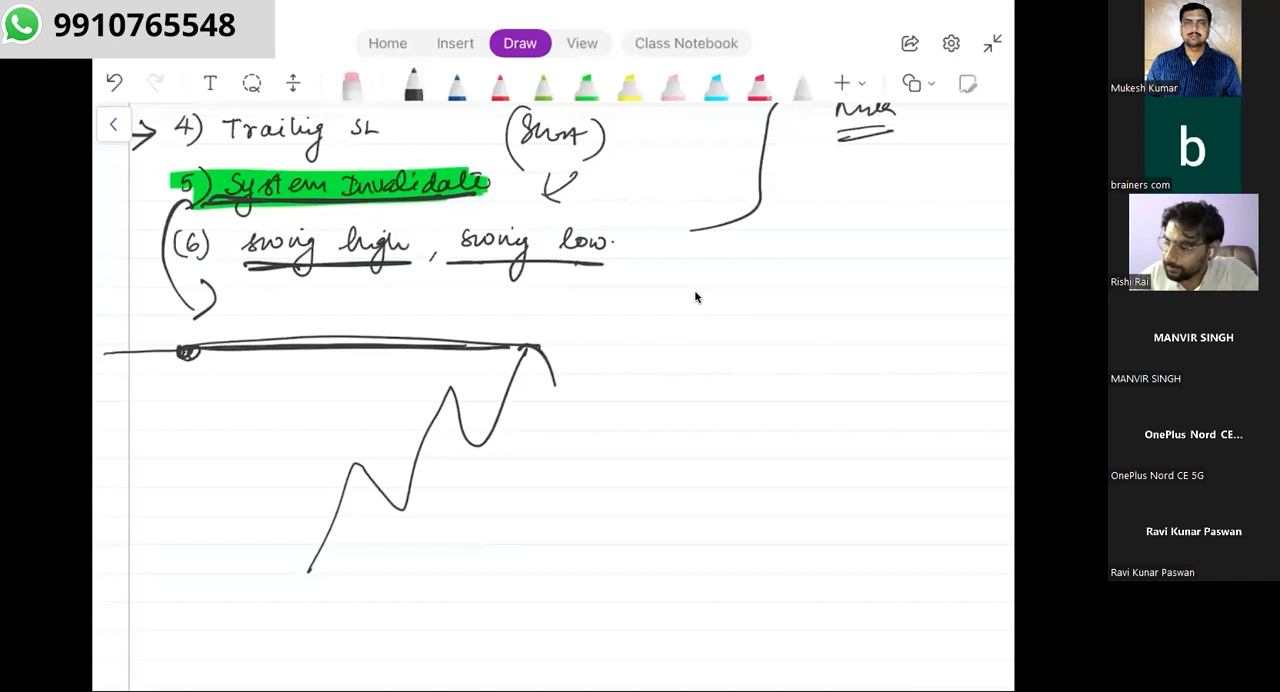 9910765548
Home Insert Draw View Class Notebook
4) Trailig SL
5) System Invalidate
(6) swing high, swing low.
Mukesh Kumar
b
brainers com
Rishi Rai
MANVIR SINGH
MANVIR SINGH
OnePlus Nord CE...
OnePlus Nord CE 5G
Ravi Kunar Paswan
Ravi Kunar Paswan